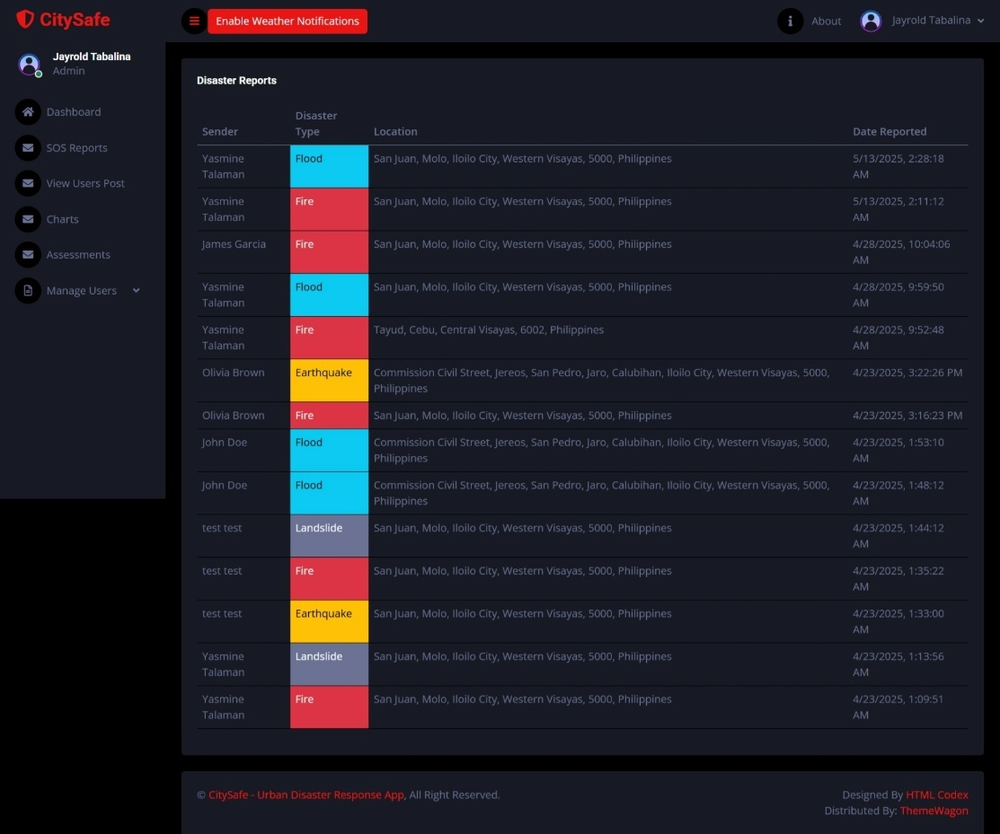 CitySafe
Enable Weather Notifications
About
Jayrold Tabalina
Jayrold Tabalina
Admin
Dashboard
SOS Reports
View Users Post
Charts
Assessments
Manage Users
Disaster Reports
Sender Disaster Type Location Date Reported
Yasmine Talaman Flood San Juan, Molo, Iloilo City, Western Visayas, 5000, Philippines 5/13/2025, 2:28:18 AM
Yasmine Talaman Fire San Juan, Molo, Iloilo City, Western Visayas, 5000, Philippines 5/13/2025, 2:11:12 AM
James Garcia Fire San Juan, Molo, Iloilo City, Western Visayas, 5000, Philippines 4/28/2025, 10:04:06 AM
Yasmine Talaman Flood San Juan, Molo, Iloilo City, Western Visayas, 5000, Philippines 4/28/2025, 9:59:50 AM
Yasmine Talaman Fire Tayud, Cebu, Central Visayas, 6002, Philippines 4/28/2025, 9:52:48 AM
Olivia Brown Earthquake Commission Civil Street, Jereos, San Pedro, Jaro, Calubihan, Iloilo City, Western Visayas, 5000, Philippines 4/23/2025, 3:22:26 PM
Olivia Brown Fire San Juan, Molo, Iloilo City, Western Visayas, 5000, Philippines 4/23/2025, 3:16:23 PM
John Doe Flood Commission Civil Street, Jereos, San Pedro, Jaro, Calubihan, Iloilo City, Western Visayas, 5000, Philippines 4/23/2025, 1:53:10 AM
John Doe Flood Commission Civil Street, Jereos, San Pedro, Jaro, Calubihan, Iloilo City, Western Visayas, 5000, Philippines 4/23/2025, 1:48:12 AM
test test Landslide San Juan, Molo, Iloilo City, Western Visayas, 5000, Philippines 4/23/2025, 1:44:12 AM
test test Fire San Juan, Molo, Iloilo City, Western Visayas, 5000, Philippines 4/23/2025, 1:35:22 AM
test test Earthquake San Juan, Molo, Iloilo City, Western Visayas, 5000, Philippines 4/23/2025, 1:33:00 AM
Yasmine Talaman Landslide San Juan, Molo, Iloilo City, Western Visayas, 5000, Philippines 4/23/2025, 1:13:56 AM
Yasmine Talaman Fire San Juan, Molo, Iloilo City, Western Visayas, 5000, Philippines 4/23/2025, 1:09:51 AM
© CitySafe - Urban Disaster Response App, All Right Reserved.
Designed By HTML Codex
Distributed By: ThemeWagon